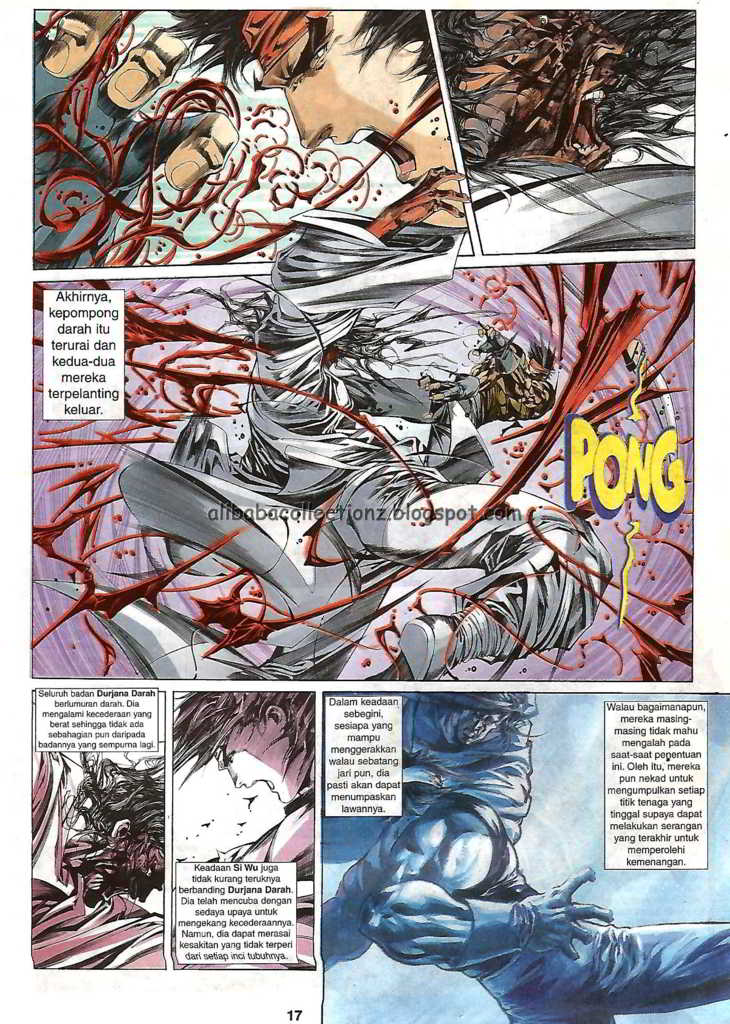 Akhirnya,
kepompong
darah itu
terurai dan
kedua-dua
mereka
terpelanting
keluar.
PONG
alibabacollectionz.blogspot.com
Seluruh badan Durjana Darah
berlumuran darah. Dia
mengalami kecederaan yang
berat sehingga tidak ada
sebahagian pun daripada
badannya yang sempurna lagi.
Keadaan Si Wu juga
tidak kurang teruknya
berbanding Durjana Darah.
Dia telah mencuba dengan
sedaya upaya untuk
mengekang kecederaannya.
Namun, dia dapat merasai
kesakitan yang tidak terperi
dari setiap inci tubuhnya.
Dalam keadaan
sebegini,
sesiapa yang
mampu
menggerakkan
walau sebatang
jari pun, dia
pasti akan dapat
menumpaskan
lawannya.
Walau bagaimanapun,
mereka masing-
masing tidak mahu
mengalah pada
saat-saat penentuan
ini. Oleh itu, mereka
pun nekad untuk
mengumpulkan setiap
titik tenaga yang
tinggal supaya dapat
melakukan serangan
yang terakhir untuk
memperolehi
kemenangan.
17